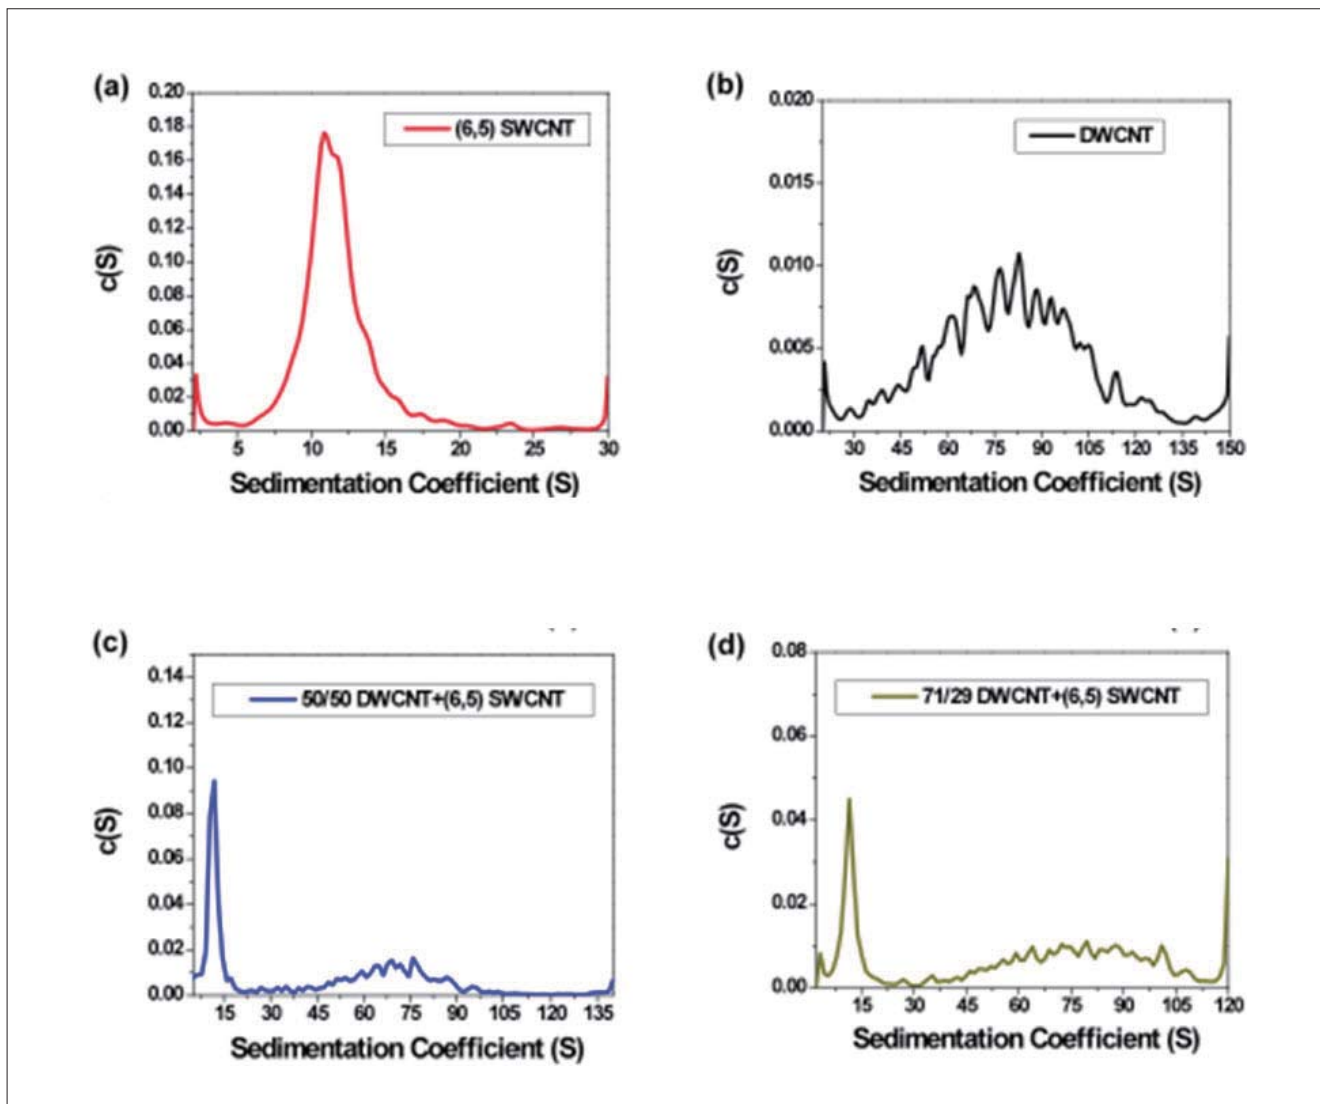 (a)
0.20
0.18
0.16
0.14
0.12
0.10
0.08
0.06
0.04
0.02
0.00
c(S)
(6,5) SWCNT
5 10 15 20 25 30
Sedimentation Coefficient (S)
(b)
0.020
0.015
0.010
0.005
0.000
c(S)
DWCNT
30 45 60 75 90 105 120 135 150
Sedimentation Coefficient (S)
(c)
0.14
0.12
0.10
0.08
0.06
0.04
0.02
0.00
c(S)
50/50 DWCNT+(6,5) SWCNT
15 30 45 60 75 90 105 120 135
Sedimentation Coefficient (S)
(d)
0.08
0.06
0.04
0.02
0.00
c(S)
71/29 DWCNT+(6,5) SWCNT
15 30 45 60 75 90 105 120
Sedimentation Coefficient (S)